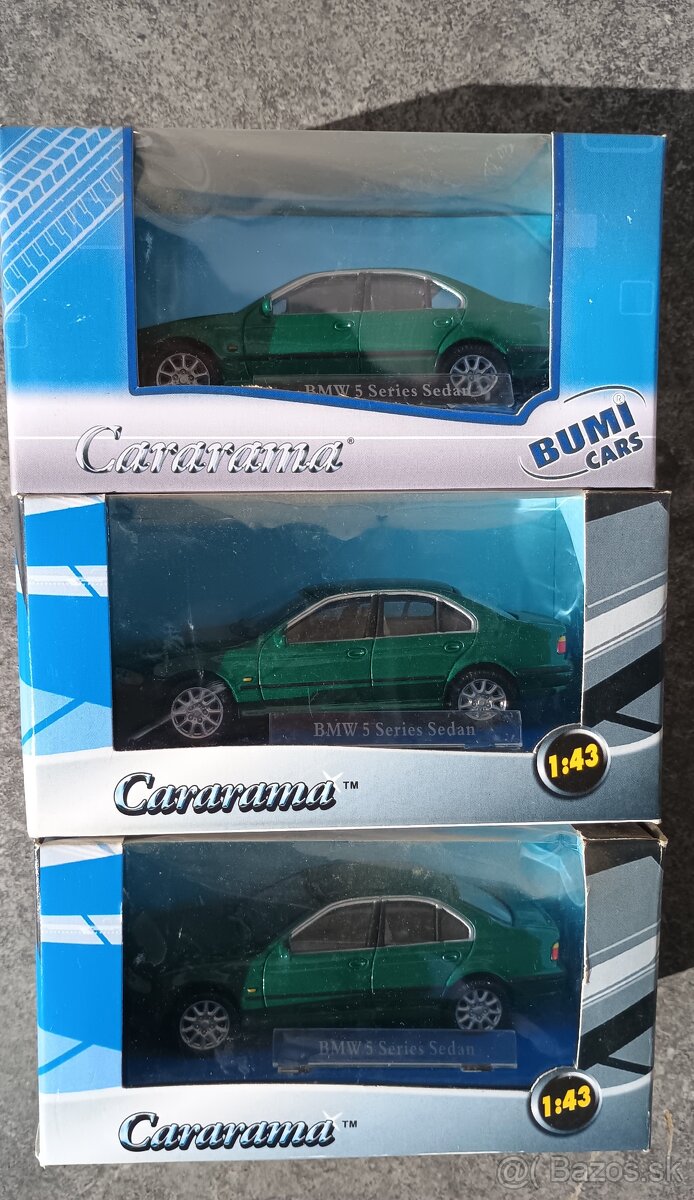 BMW 5 Series Sedan
Cararama®
BUMi®
CARS
BMW 5 Series Sedan
1:43
Cararama™
BMW 5 Series Sedan
1:43
Cararama™
Bazos.sk